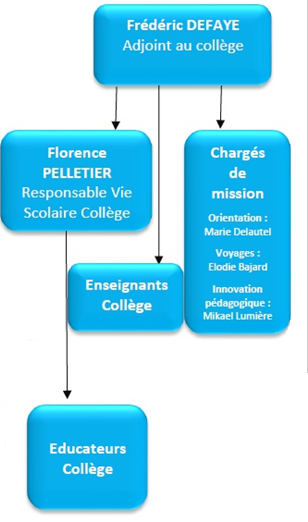 Frédéric DEFAYE
Adjoint au collège
Florence
PELLETIER
Responsable Vie
Scolaire Collège
Chargés
de
mission
Orientation :
Marie Delautel
Voyages :
Elodie Bajard
Innovation
pédagogique :
Mikael Lumière
Enseignants
Collège
Educateurs
Collège